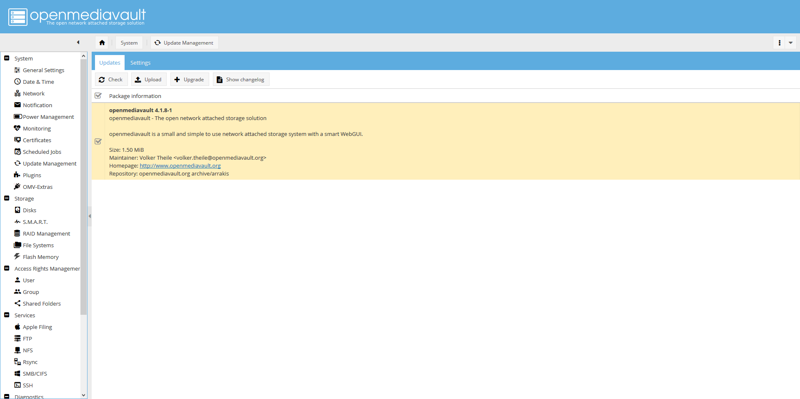 openmediavault
The open network attached storage solution
System
Update Management
System
General Settings
Date & Time
Network
Notification
Power Management
Monitoring
Certificates
Scheduled Jobs
Update Management
Plugins
OMV-Extras
Storage
Disks
S.M.A.R.T.
RAID Management
File Systems
Flash Memory
Access Rights Managemer
User
Group
Shared Folders
Services
Apple Filing
FTP
NFS
Rsync
SMB/CIFS
SSH
Diagnostics
Updates
Settings
Check
Upload
Upgrade
Show changelog
Package information
openmediavault 4.1.8-1
openmediavault - The open network attached storage solution
openmediavault is a small and simple to use network attached storage system with a smart WebGUI.
Size: 1.50 MiB
Maintainer: Volker Theile <volker.theile@openmediavault.org>
Homepage: http://www.openmediavault.org
Repository: openmediavault.org archive/arrakis